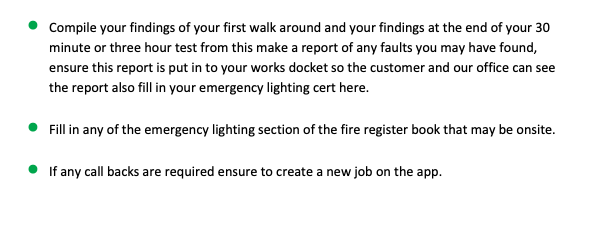 Compile your findings of your first walk around and your findings at the end of your 30
minute or three hour test from this make a report of any faults you may have found,
ensure this report is put in to your works docket so the customer and our office can see
the report also fill in your emergency lighting cert here.
Fill in any of the emergency lighting section of the fire register book that may be onsite.
If any call backs are required ensure to create a new job on the app.